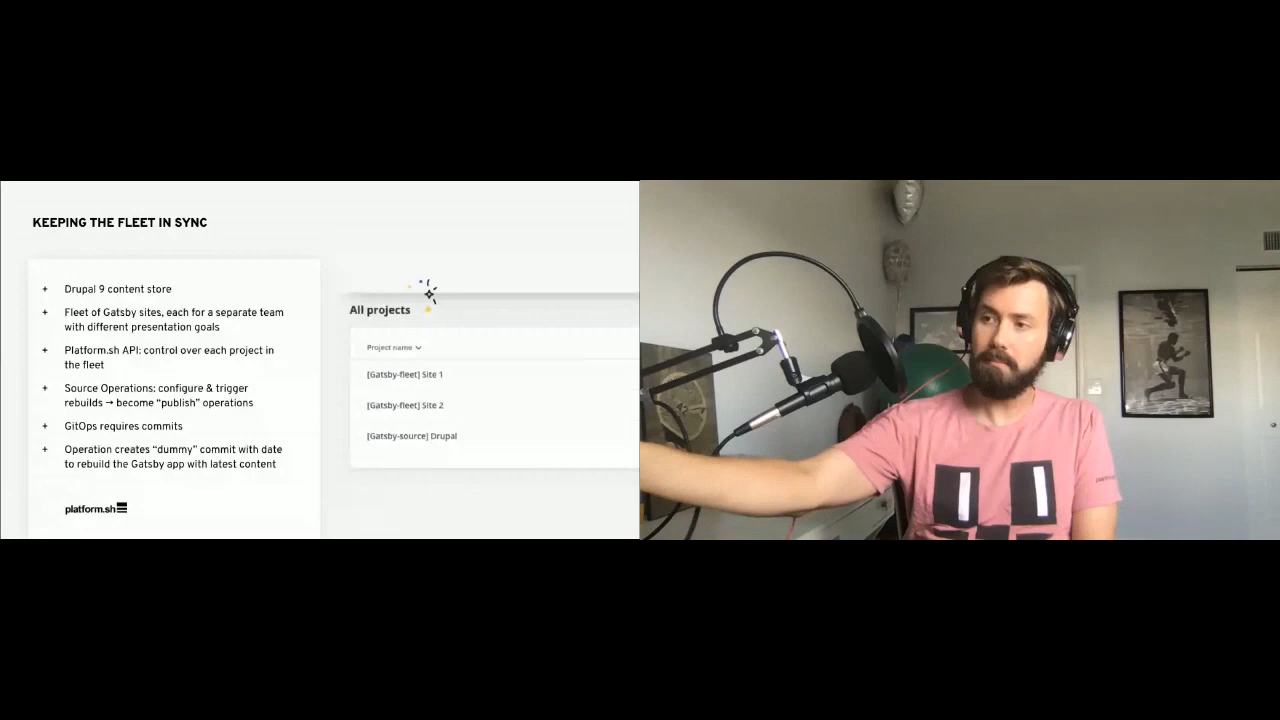 KEEPING THE FLEET IN SYNC
+ Drupal 9 content store
+ Fleet of Gatsby sites, each for a separate team
with different presentation goals
+ Platform.sh API: control over each project in
the fleet
+ Source Operations: configure & trigger
rebuilds → become “publish” operations
+ GitOps requires commits
+ Operation creates “dummy” commit with date
to rebuild the Gatsby app with latest content
platform.sh
All projects
Project name
[Gatsby-fleet] Site 1
[Gatsby-fleet] Site 2
[Gatsby-source] Drupal